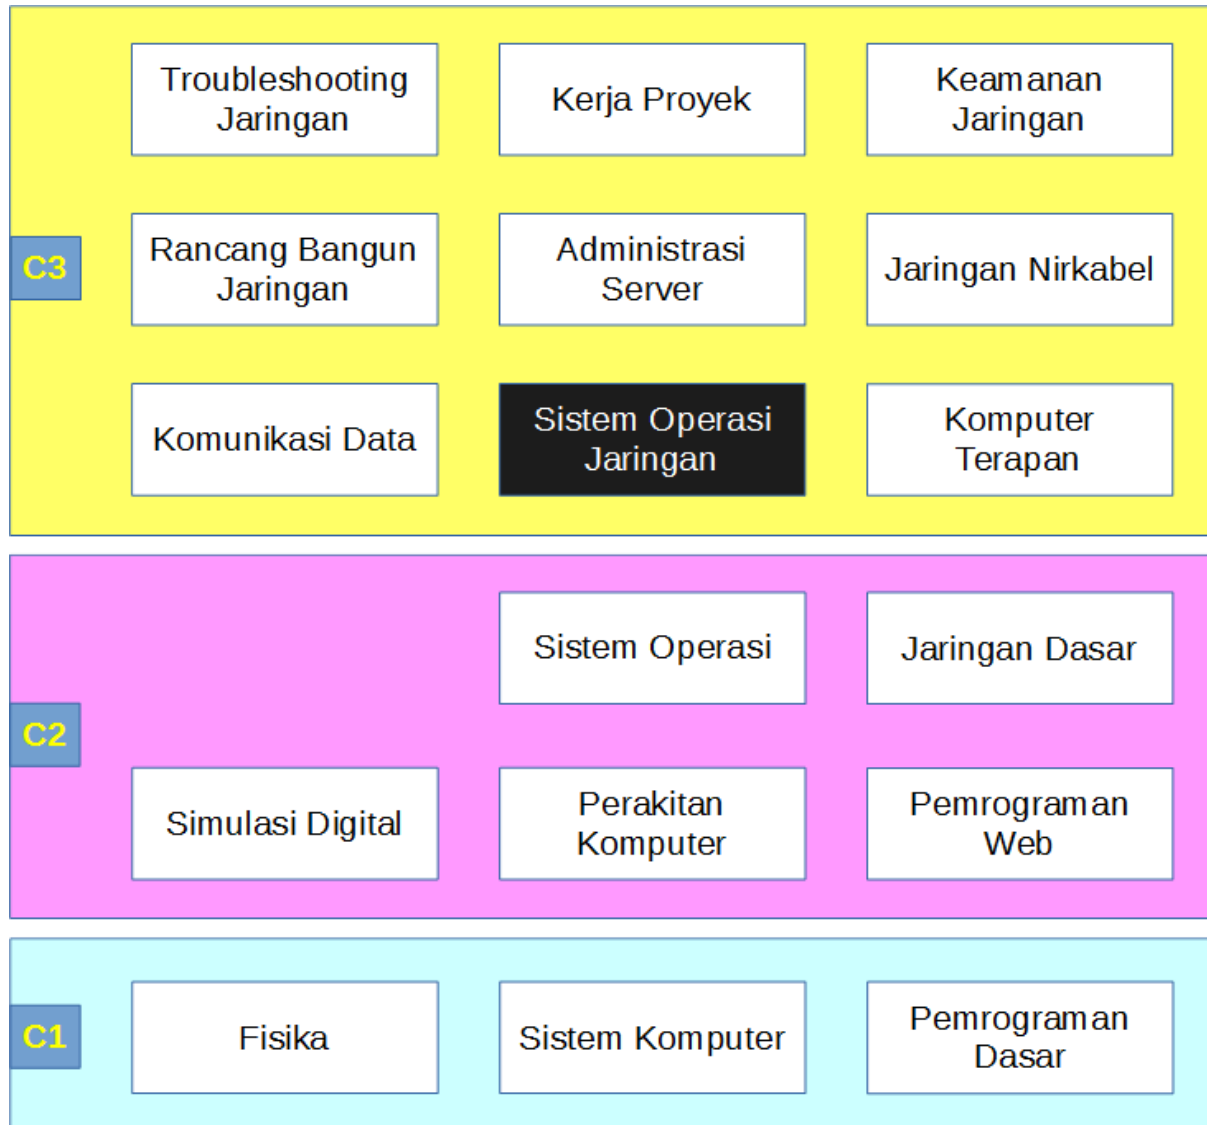 Troubleshooting
Jaringan
Kerja Proyek
Keamanan
Jaringan
C3
Rancang Bangun
Jaringan
Administrasi
Server
Jaringan Nirkabel
Komunikasi Data
Sistem Operasi
Jaringan
Komputer
Terapan
Sistem Operasi
Jaringan Dasar
C2
Simulasi Digital
Perakitan
Komputer
Pemrograman
Web
C1
Fisika
Sistem Komputer
Pemrograman
Dasar